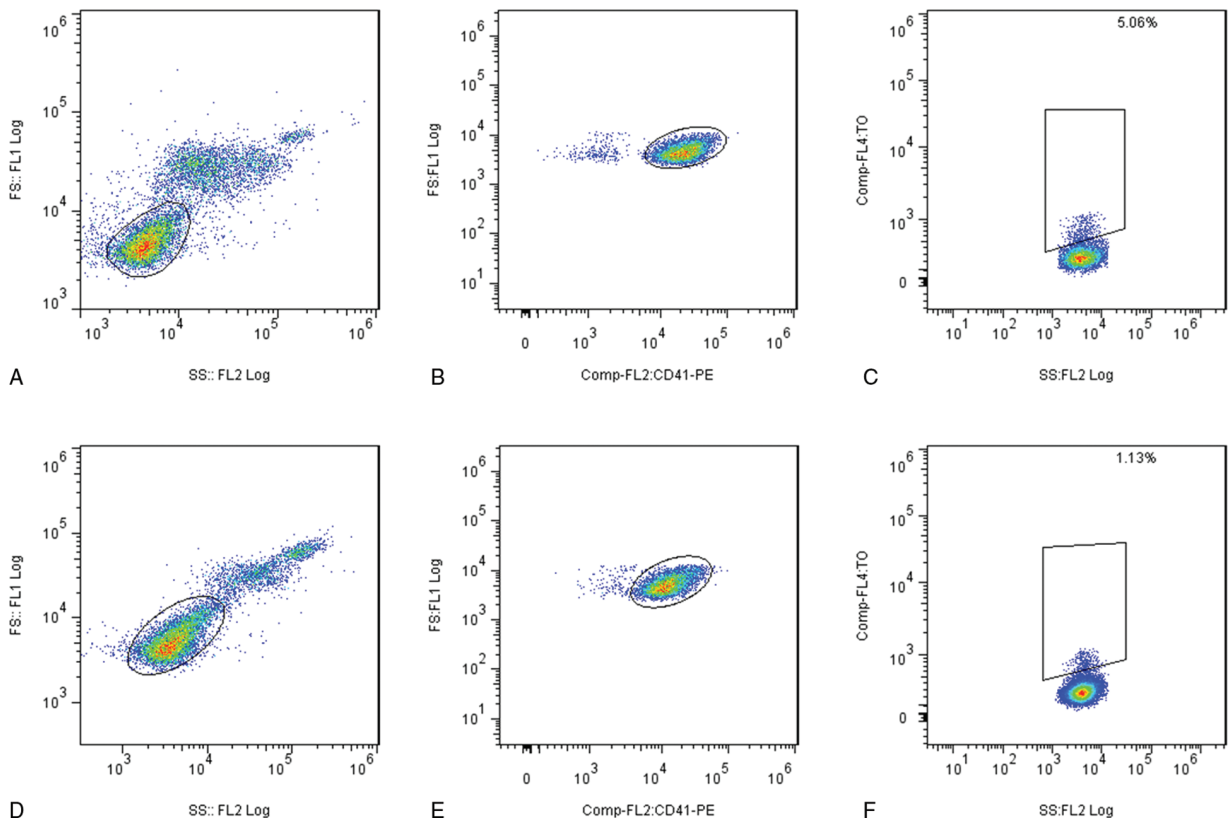 10^6
10^5
10^4
10^3
FS:: FL1 Log
10^3 10^4 10^5 10^6
SS:: FL2 Log
A
10^6
10^5
10^4
10^3
10^2
10^1
FS:FL1 Log
0 10^3 10^4 10^5 10^6
Comp-FL2:CD41-PE
B
5.06%
10^6
10^5
10^4
10^3
0
Comp-FL4:TO
10^1 10^2 10^3 10^4 10^5 10^6
SS:FL2 Log
C
10^6
10^5
10^4
10^3
FS:: FL1 Log
10^3 10^4 10^5 10^6
SS:: FL2 Log
D
10^6
10^5
10^4
10^3
10^2
10^1
FS:FL1 Log
0 10^3 10^4 10^5 10^6
Comp-FL2:CD41-PE
E
1.13%
10^6
10^5
10^4
10^3
0
Comp-FL4:TO
10^1 10^2 10^3 10^4 10^5 10^6
SS:FL2 Log
F